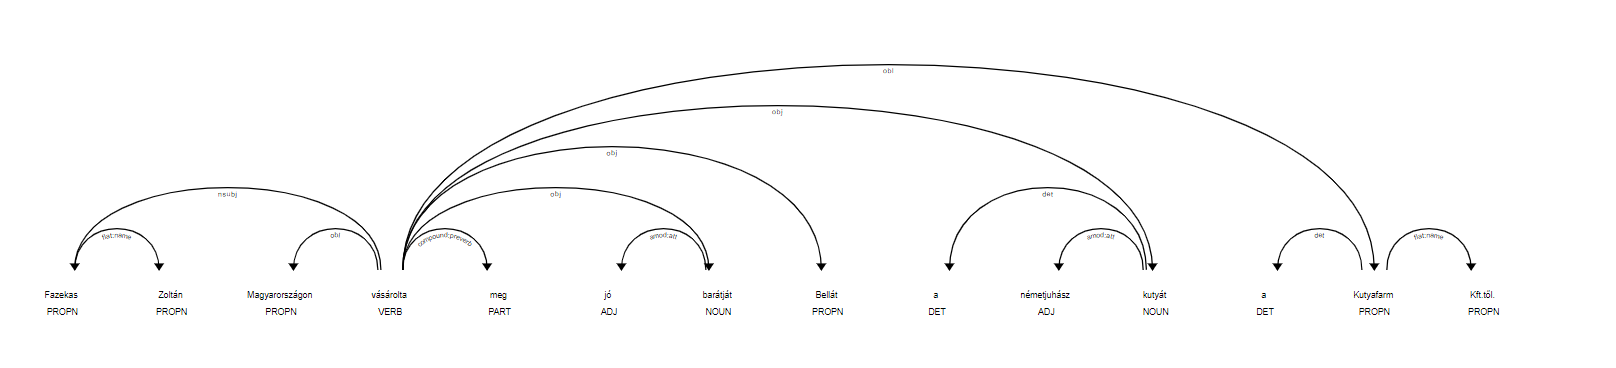 obl
obj
obj
nsubj obj det
flat:name obl compound:preverb amod:att amod:att det flat:name
Fazekas Zoltán Magyarországon vásárolta meg jó barátját Bellát a németjuhász kutyát a Kutyafarm Kft.től.
PROPN PROPN PROPN VERB PART ADJ NOUN PROPN DET ADJ NOUN DET PROPN PROPN